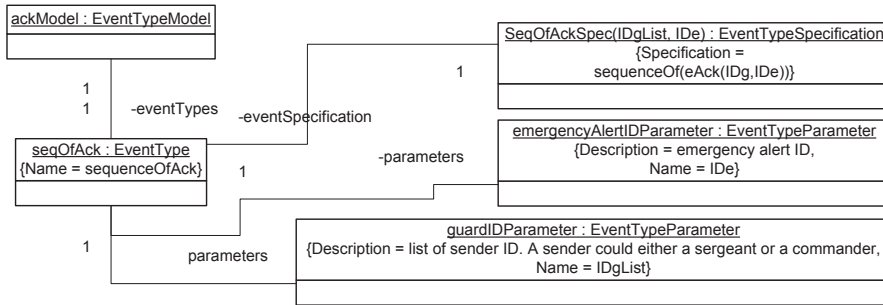 ackModel : EventTypeModel
SeqOfAckSpec(IDgList, IDe) : EventTypeSpecification
{Specification =
sequenceOf(eAck(IDg,IDe))}
1
1
1
-eventTypes
-eventSpecification
seqOfAck : EventType
{Name = sequenceOfAck}
emergencyAlertIDParameter : EventTypeParameter
{Description = emergency alert ID,
Name = IDe}
-parameters
1
guardIDParameter : EventTypeParameter
{Description = list of sender ID. A sender could either a sergeant or a commander,
Name = IDgList}
1
parameters